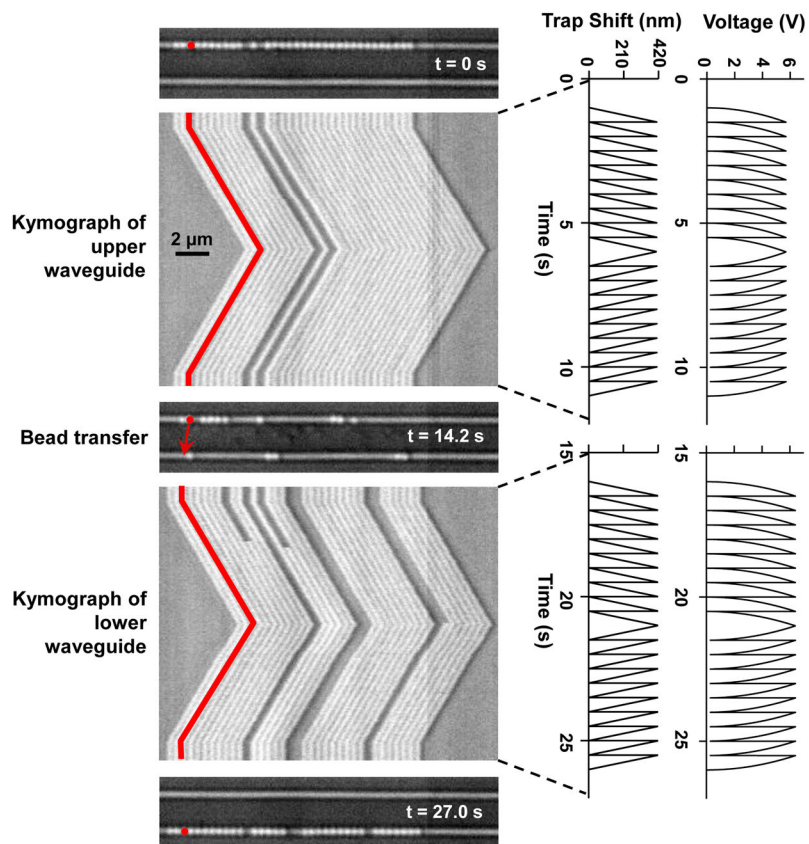 Trap Shift (nm)
Voltage (V)
0
210
420
0
2
4
6
t = 0 s
0
0
Kymograph of
upper
waveguide
2 µm
Time (s)
5
5
10
10
Bead transfer
t = 14.2 s
15
15
Kymograph of
lower
waveguide
Time (s)
20
20
25
25
t = 27.0 s